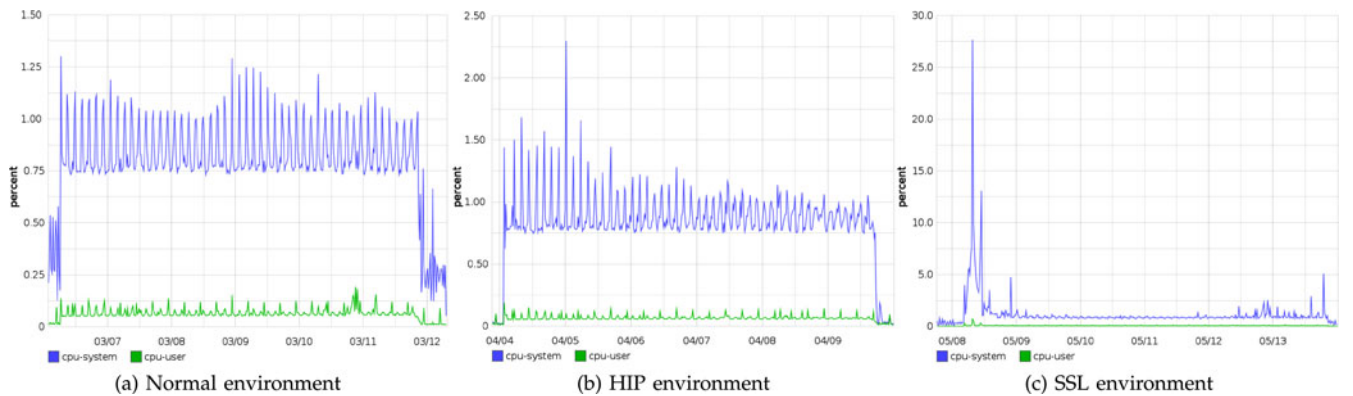 1.50
1.25
1.00
0.75
0.50
0.25
0
percent
03/07 03/08 03/09 03/10 03/11 03/12
cpu-system cpu-user
(a) Normal environment
2.50
2.00
1.50
1.00
0.50
0
percent
04/04 04/05 04/06 04/07 04/08 04/09
cpu-system cpu-user
(b) HIP environment
30.0
25.0
20.0
15.0
10.0
5.0
0.0
percent
05/08 05/09 05/10 05/11 05/12 05/13
cpu-system cpu-user
(c) SSL environment